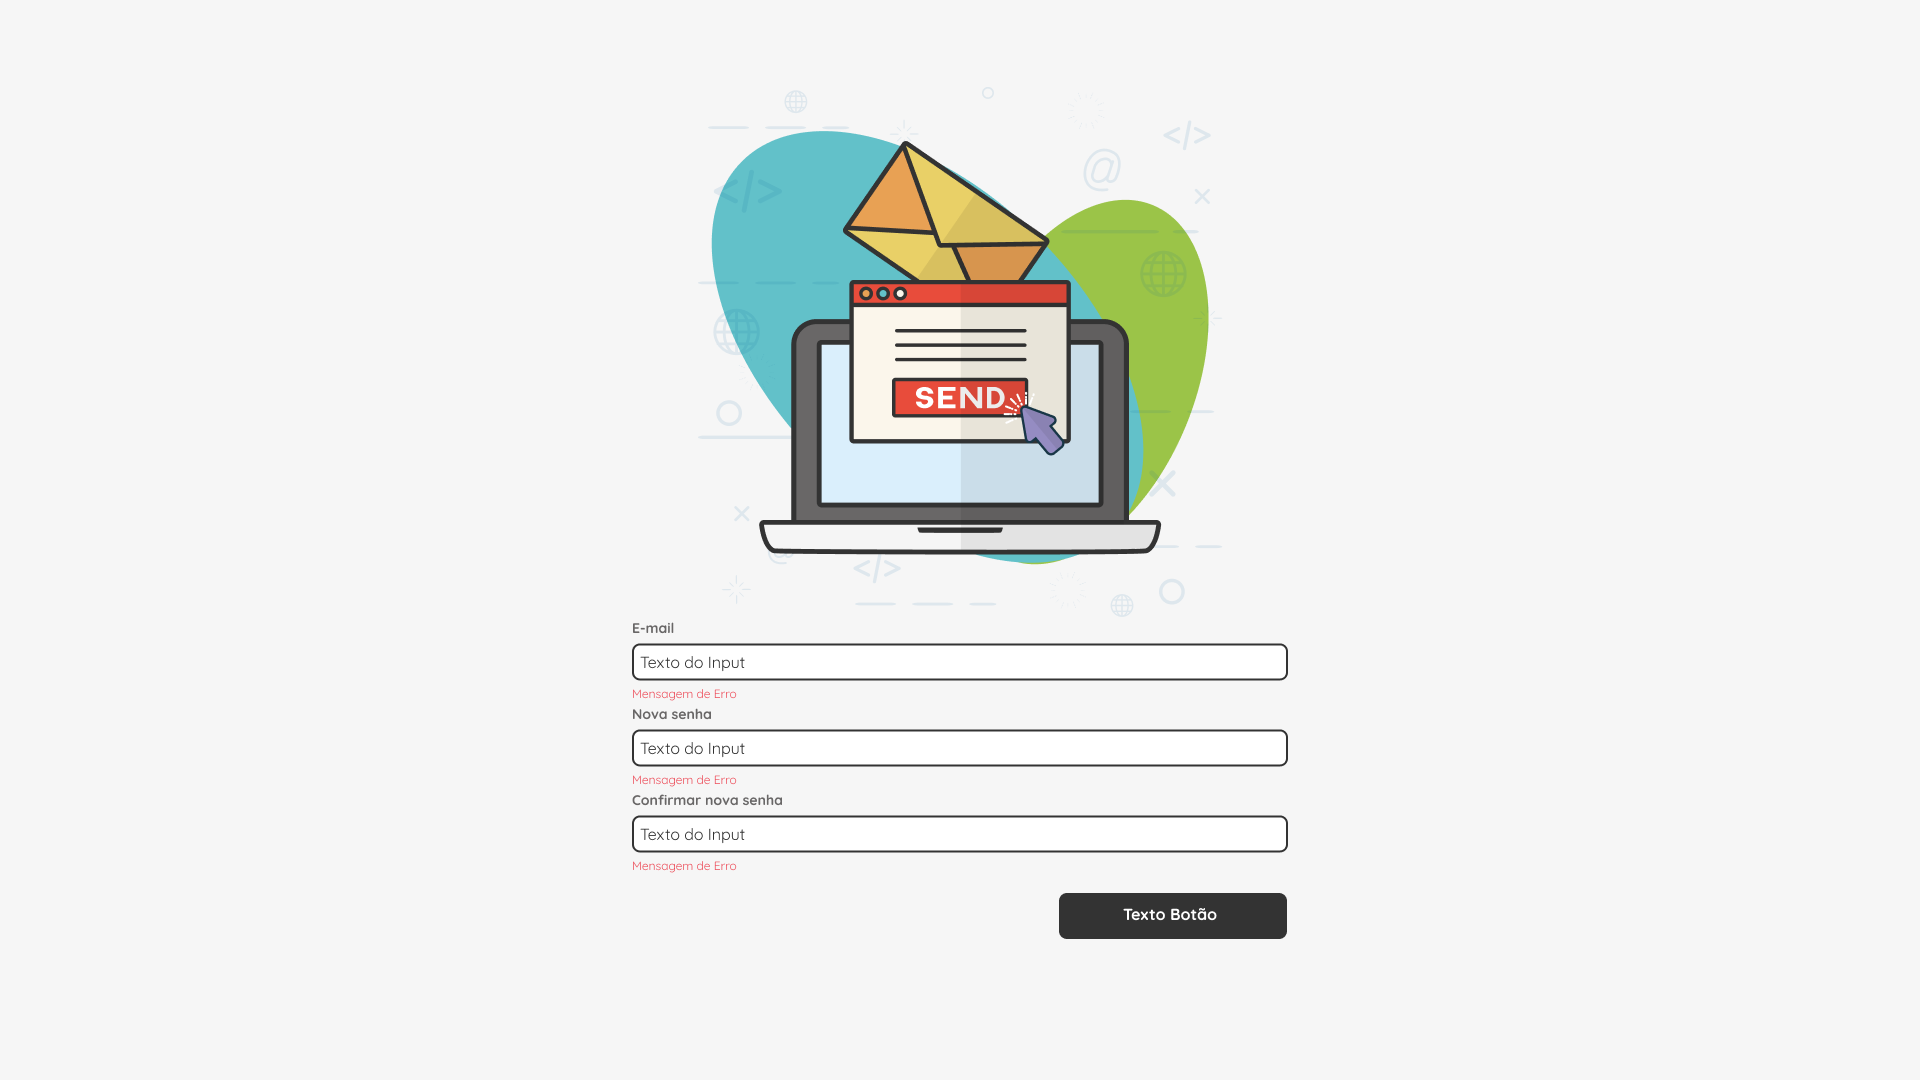 </>
@
</>
SEND
</>
E-mail
Texto do Input
Mensagem de Erro
Nova senha
Texto do Input
Mensagem de Erro
Confirmar nova senha
Texto do Input
Mensagem de Erro
Texto Botão